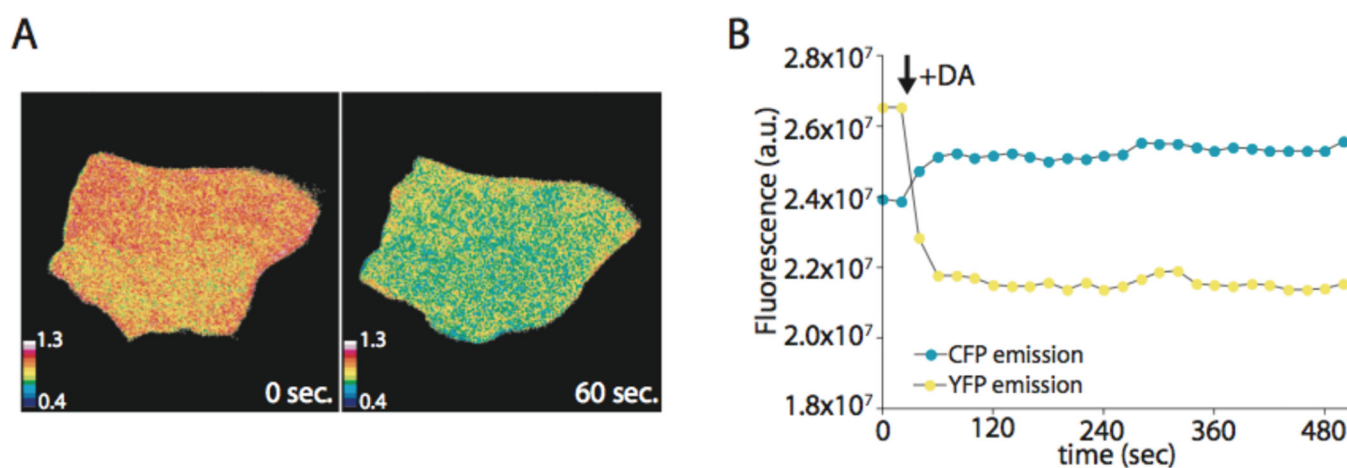 A
1.3
0.4
0 sec.
1.3
0.4
60 sec.
B
Fluorescence (a.u.)
2.8x10⁷
2.6x10⁷
2.4x10⁷
2.2x10⁷
2.0x10⁷
1.8x10⁷
+DA
CFP emission
YFP emission
0
120
240
360
480
time (sec)